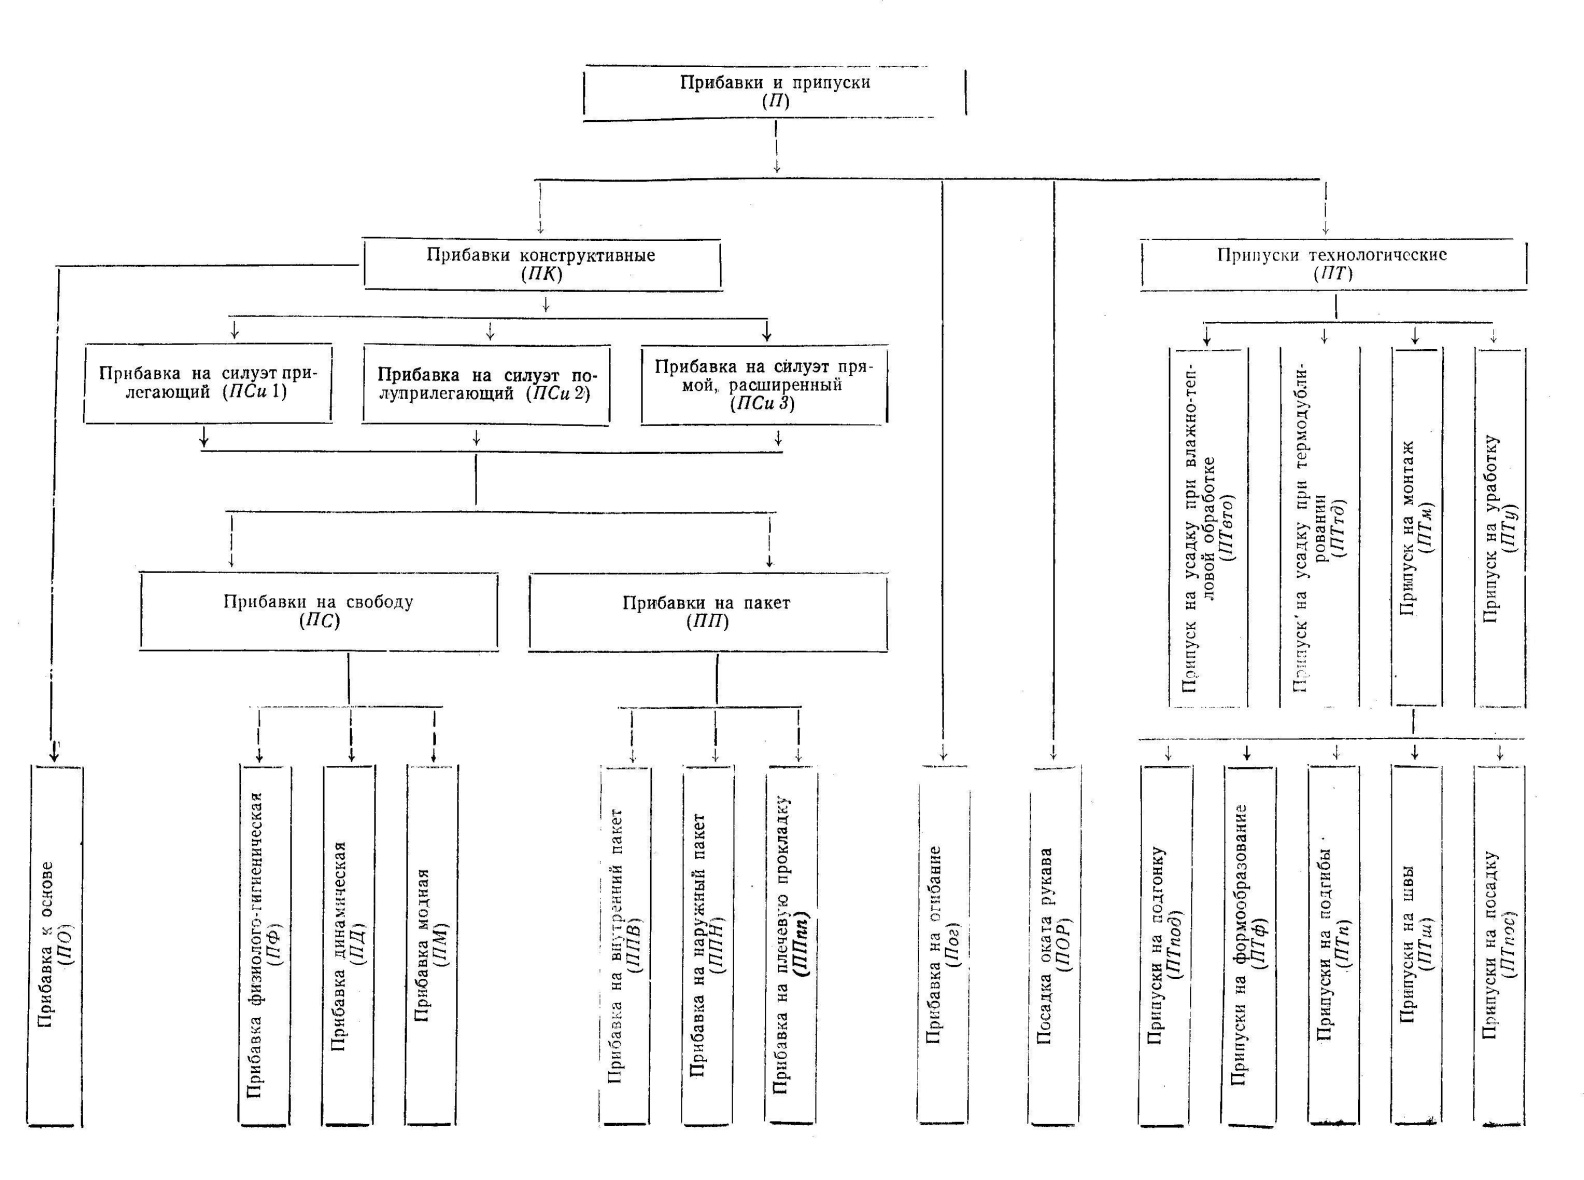 Прибавки и припуски
(П)
Прибавки конструктивные
(ПК)
Припуски технологические
(ПТ)
Прибавка на силуэт при-
легающий (ПСи 1)
Прибавка на силуэт по-
луприлегающий (ПСи 2)
Прибавка на силуэт пря-
мой, расширенный
(ПСи 3)
Припуск на усадку при влажно-теп-
ловой обработке
(ПТвто)
Припуск на усадку при термодубли-
ровании
(ПТтд)
Припуск на монтаж
(ПТм)
Припуск на уработку
(ПТу)
Прибавки на свободу
(ПС)
Прибавки на пакет
(ПП)
Прибавка к основе
(ПО)
Прибавка физиолого-гигиеническая
(ПФ)
Прибавка динамическая
(ПД)
Прибавка модная
(ПМ)
Прибавка на внутренний пакет
(ППВ)
Прибавка на наружный пакет
(ППН)
Прибавка на плечевую прокладку
(ППпп)
Прибавка на огибание
(Пог)
Посадка оката рукава
(ПОР)
Припуски на подгонку
(ПТпод)
Припуски на формообразование
(ПТф)
Припуски на подгибы
(ПТп)
Припуски на швы
(ПТш)
Припуски на посадку
(ПТпос)